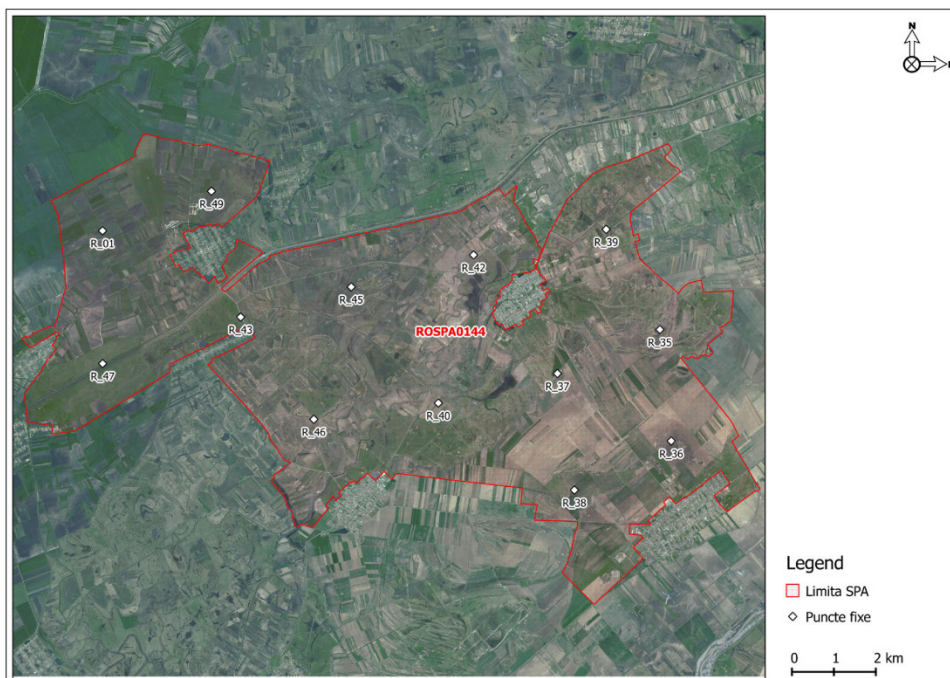 N
R_49
R_01
R_39
R_42
R_45
R_43
ROSPA0144
R_35
R_47
R_37
R_40
R_46
R_36
R_38
Legend
Limita SPA
Puncte fixe
0 1 2 km